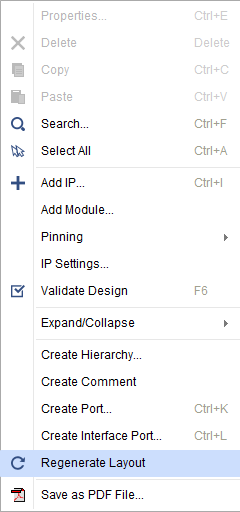 Properties... Ctrl+E
Delete Delete
Copy Ctrl+C
Paste Ctrl+V
Search... Ctrl+F
Select All Ctrl+A
Add IP... Ctrl+I
Add Module...
Pinning
IP Settings...
Validate Design F6
Expand/Collapse
Create Hierarchy...
Create Comment
Create Port... Ctrl+K
Create Interface Port... Ctrl+L
Regenerate Layout
Save as PDF File...